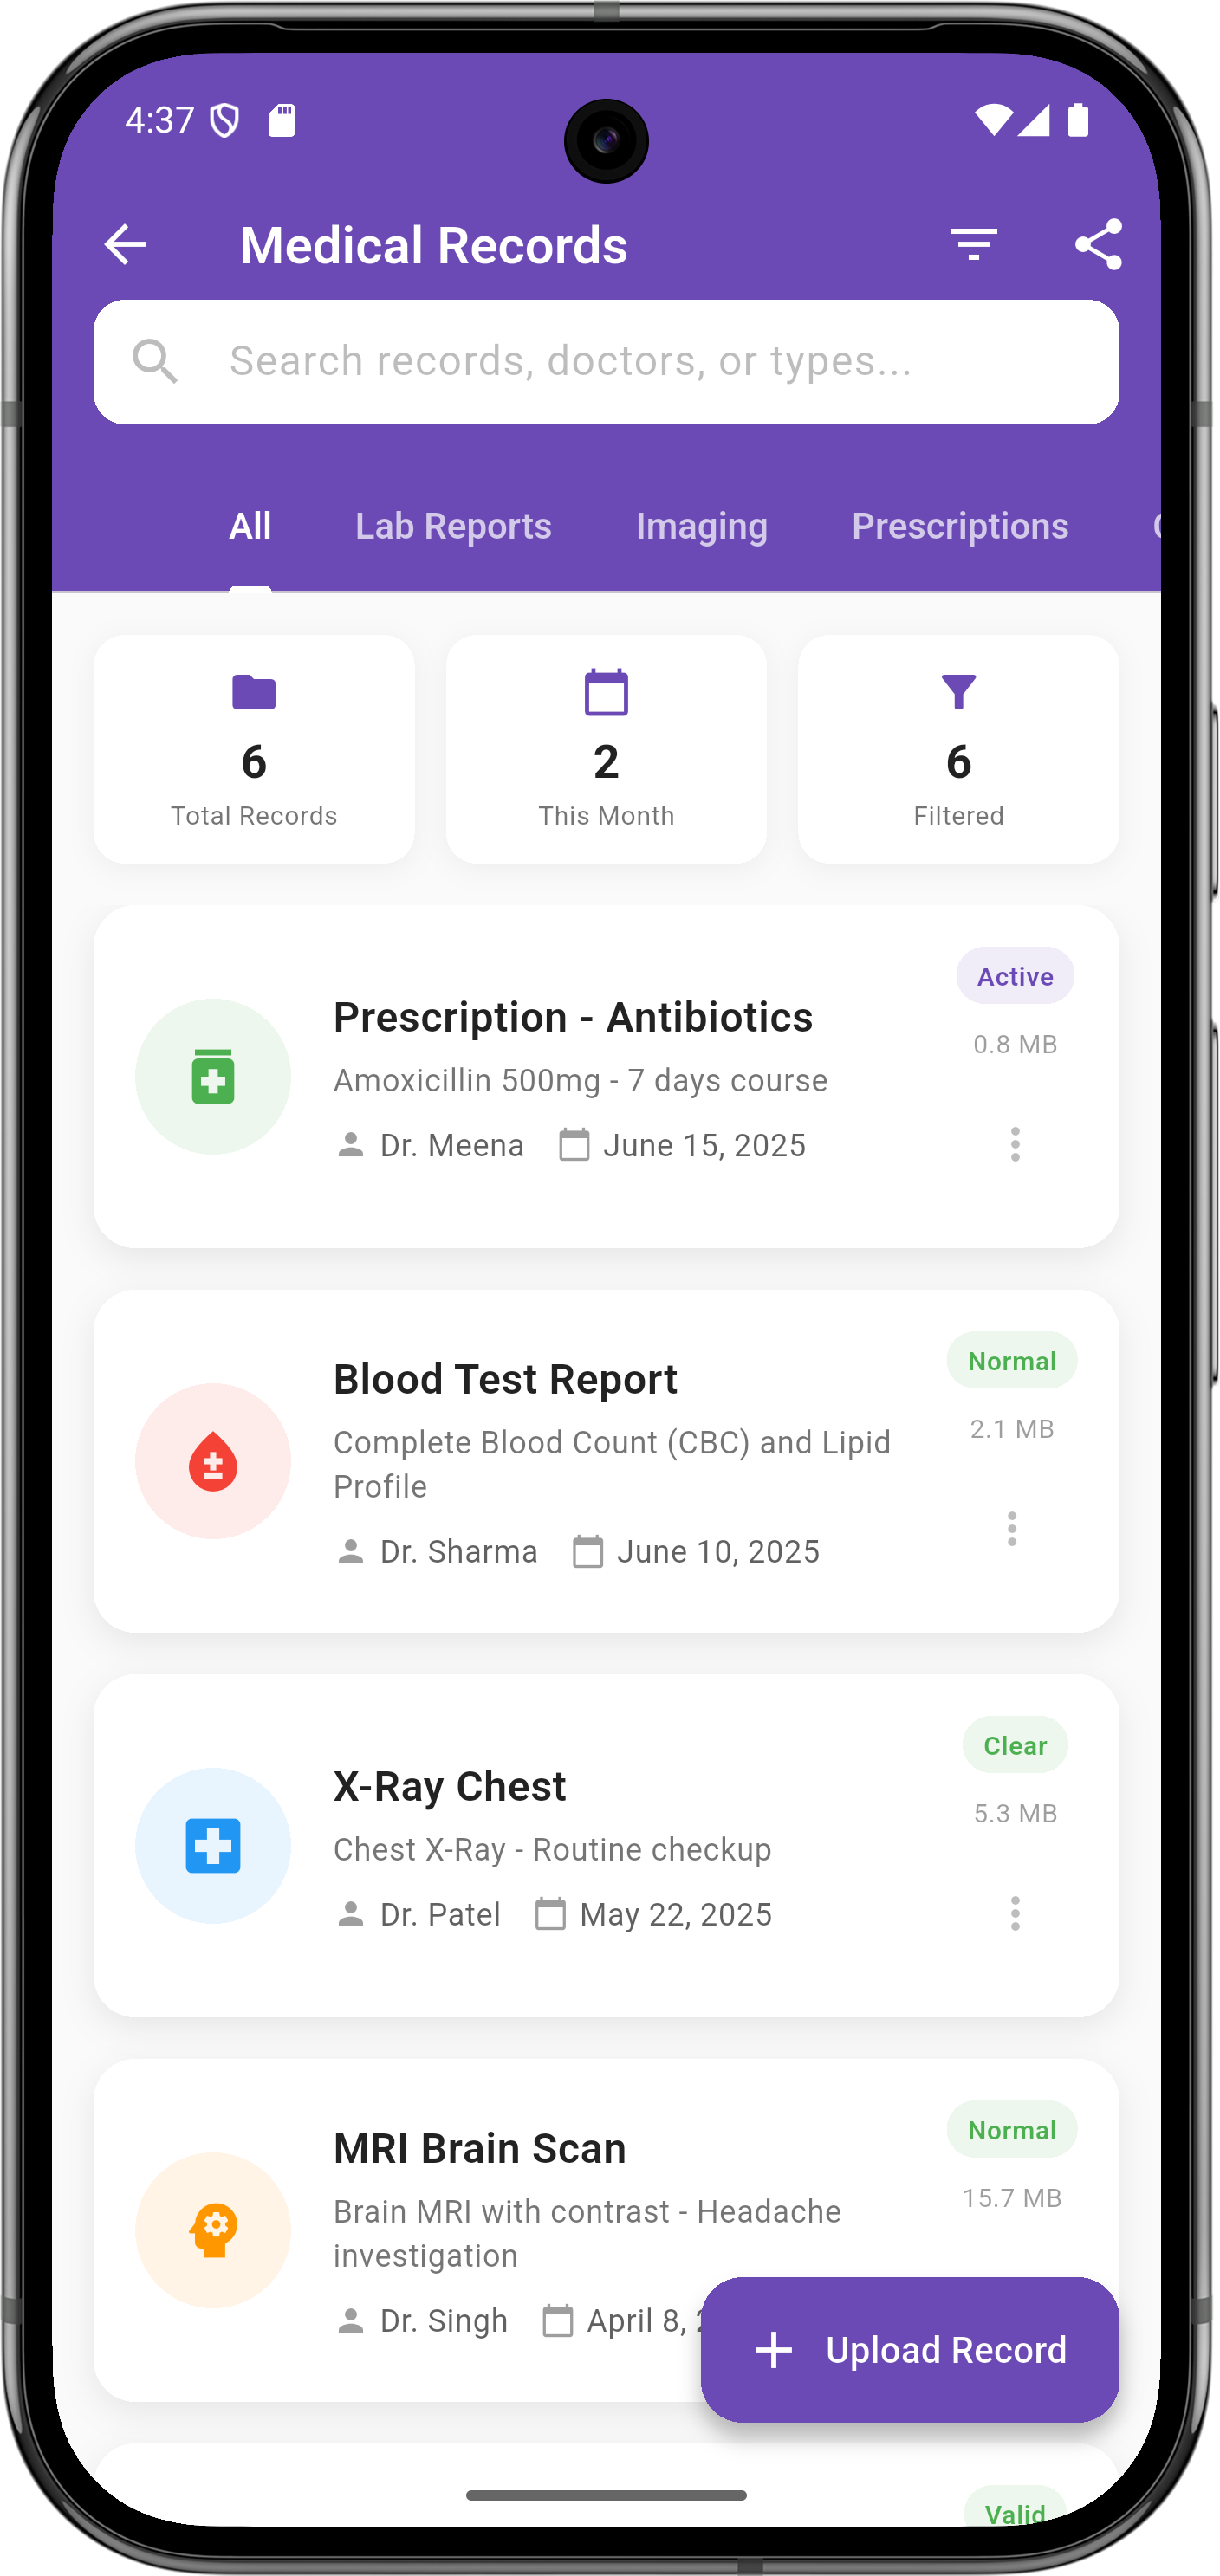 4:37
Medical Records
Search records, doctors, or types...
All Lab Reports Imaging Prescriptions
6 2 6
Total Records This Month Filtered
Active
Prescription - Antibiotics
0.8 MB
Amoxicillin 500mg - 7 days course
Dr. Meena June 15, 2025
Normal
Blood Test Report
2.1 MB
Complete Blood Count (CBC) and Lipid
Profile
Dr. Sharma June 10, 2025
Clear
X-Ray Chest
5.3 MB
Chest X-Ray - Routine checkup
Dr. Patel May 22, 2025
Normal
MRI Brain Scan
15.7 MB
Brain MRI with contrast - Headache
investigation
Dr. Singh April 8,
Upload Record
Valid